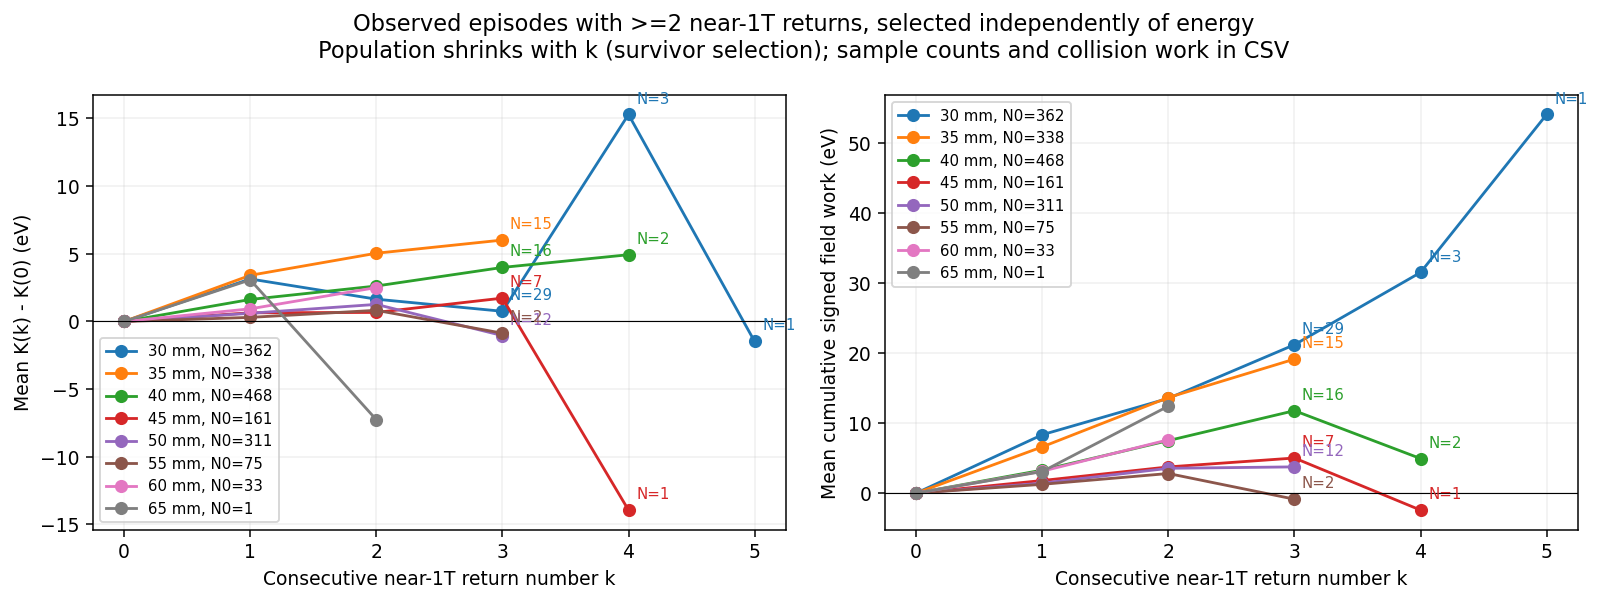 Observed episodes with >=2 near-1T returns, selected independently of energy
Population shrinks with k (survivor selection); sample counts and collision work in CSV
Mean K(k) - K(0) (eV)
15
10
5
0
−5
−10
−15
N=3
N=15
N=16
N=2
N=7
N=29
N=2
N=12
N=1
N=1
30 mm, N0=362
35 mm, N0=338
40 mm, N0=468
45 mm, N0=161
50 mm, N0=311
55 mm, N0=75
60 mm, N0=33
65 mm, N0=1
0 1 2 3 4 5
Consecutive near-1T return number k
Mean cumulative signed field work (eV)
50
40
30
20
10
0
30 mm, N0=362
35 mm, N0=338
40 mm, N0=468
45 mm, N0=161
50 mm, N0=311
55 mm, N0=75
60 mm, N0=33
65 mm, N0=1
N=1
N=3
N=29
N=15
N=16
N=7
N=12
N=2
N=2
N=1
0 1 2 3 4 5
Consecutive near-1T return number k